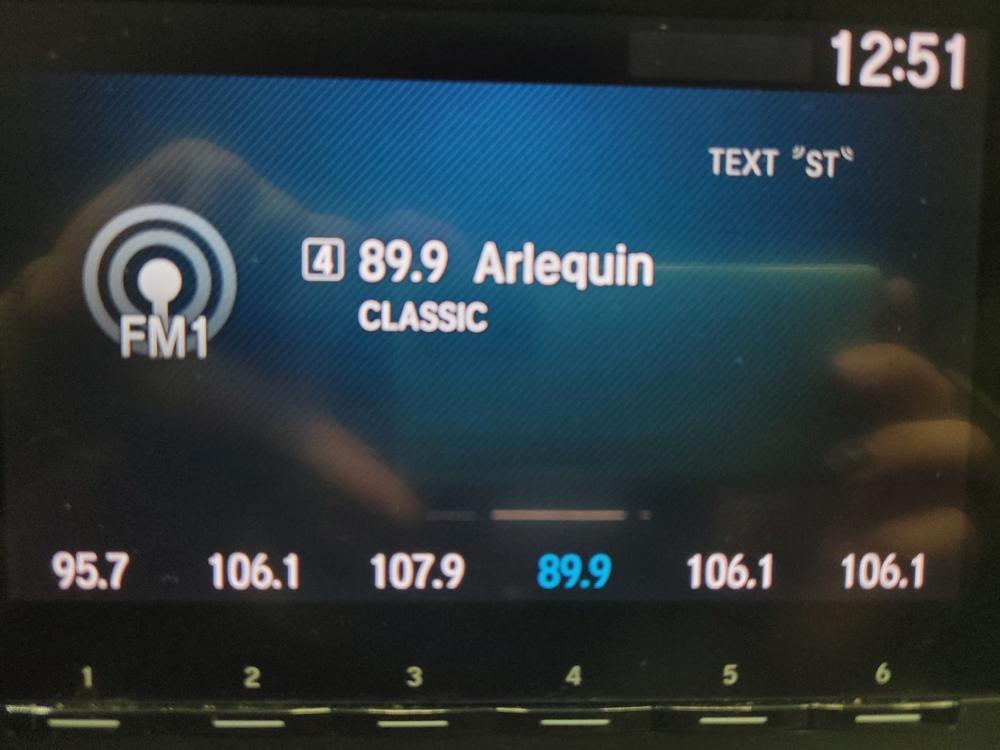 12:51
TEXT "ST"
4 89.9 Arlequin
CLASSIC
FM1
95.7 106.1 107.9 89.9 106.1 106.1
1 2 3 4 5 6